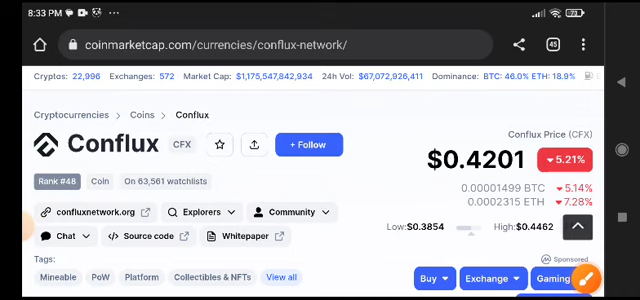 8:33 PM
73
coinmarketcap.com/currencies/conflux-network/
45
Cryptos: 22,996 Exchanges: 572 Market Cap: $1,175,547,842,934 24h Vol: $67,072,926,411 Dominance: BTC: 46.0% ETH: 18.9%
Cryptocurrencies > Coins > Conflux
Conflux CFX + Follow
Conflux Price (CFX)
$0.4201 5.21%
Rank #48 Coin On 63,561 watchlists
0.00001499 BTC 5.14%
0.0002315 ETH 7.28%
confluxnetwork.org Explorers Community
Low: $0.3854 High: $0.4462
Chat </> Source code Whitepaper
Sponsored
Tags:
Mineable PoW Platform Collectibles & NFTs View all
Buy Exchange Gaming